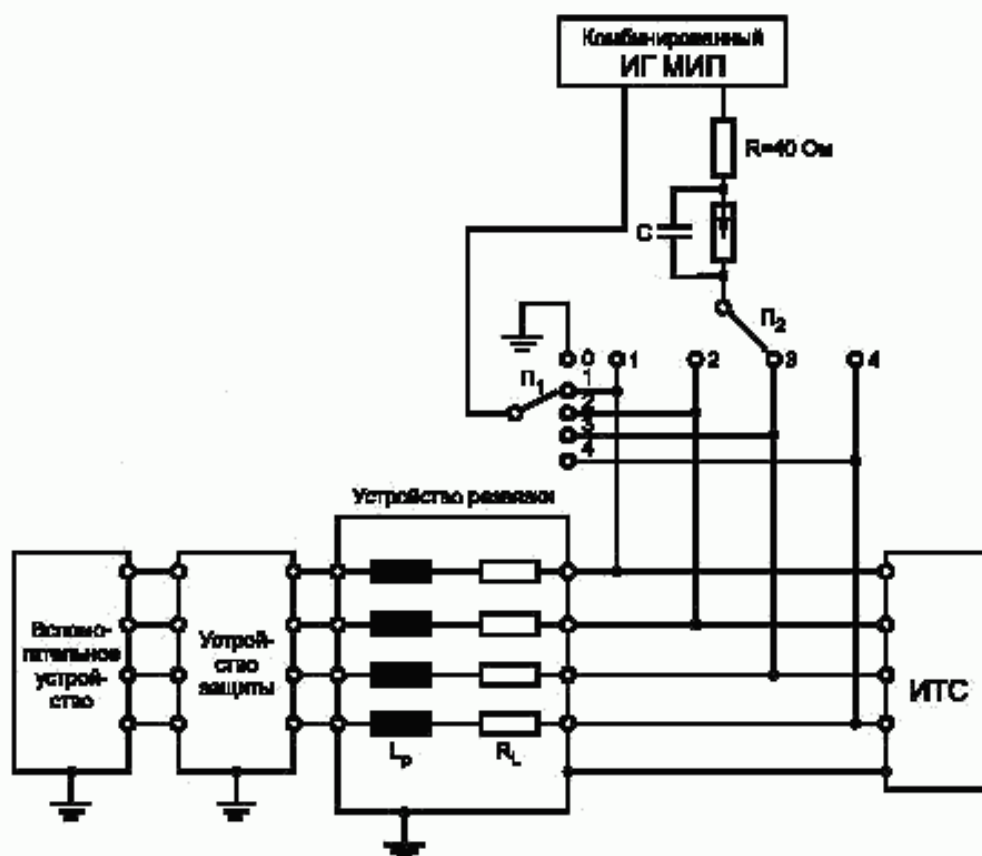 Комбинированный
ИГ МИП
R=40 Ом
C
П2
0 1 2 3 4
П1
1
2
3
4
Устройство развязки
Вспомо-
гательное
устрой-
ство
Устрой-
ство
защиты
Lр
RL
ИТС